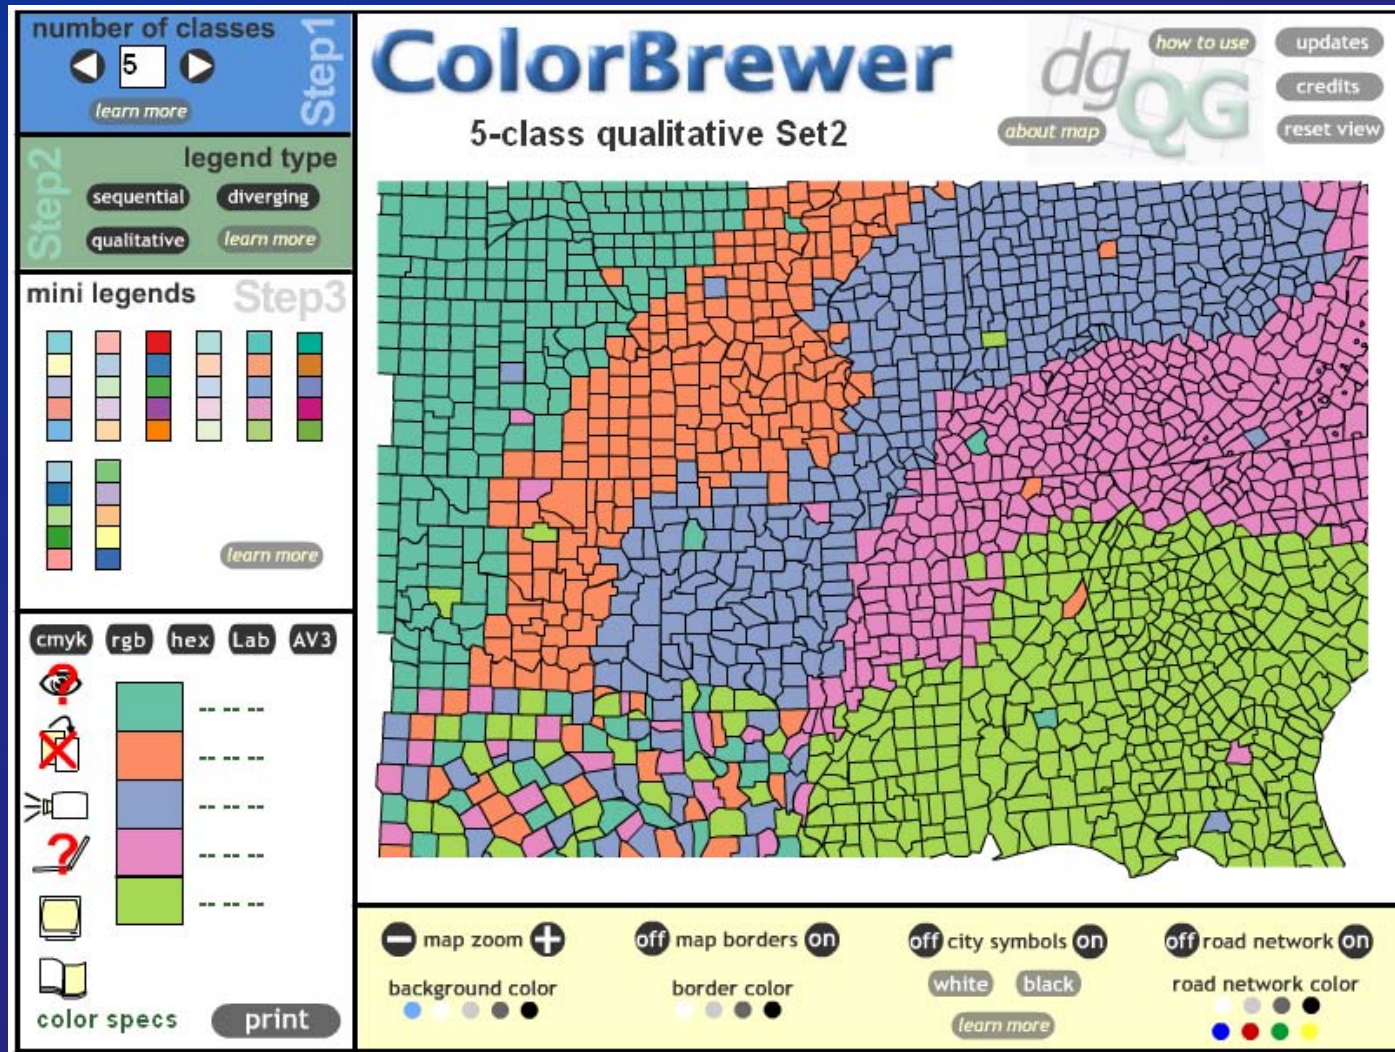 number of classes
5
learn more
Step1
Step2
legend type
sequential
diverging
qualitative
learn more
mini legends
Step3
learn more
cmyk
rgb
hex
Lab
AV3
-- -- --
-- -- --
-- -- --
-- -- --
-- -- --
color specs
print
ColorBrewer
5-class qualitative Set2
dg
QG
how to use
about map
updates
credits
reset view
map zoom
off map borders on
off city symbols on
off road network on
background color
border color
white
black
learn more
road network color